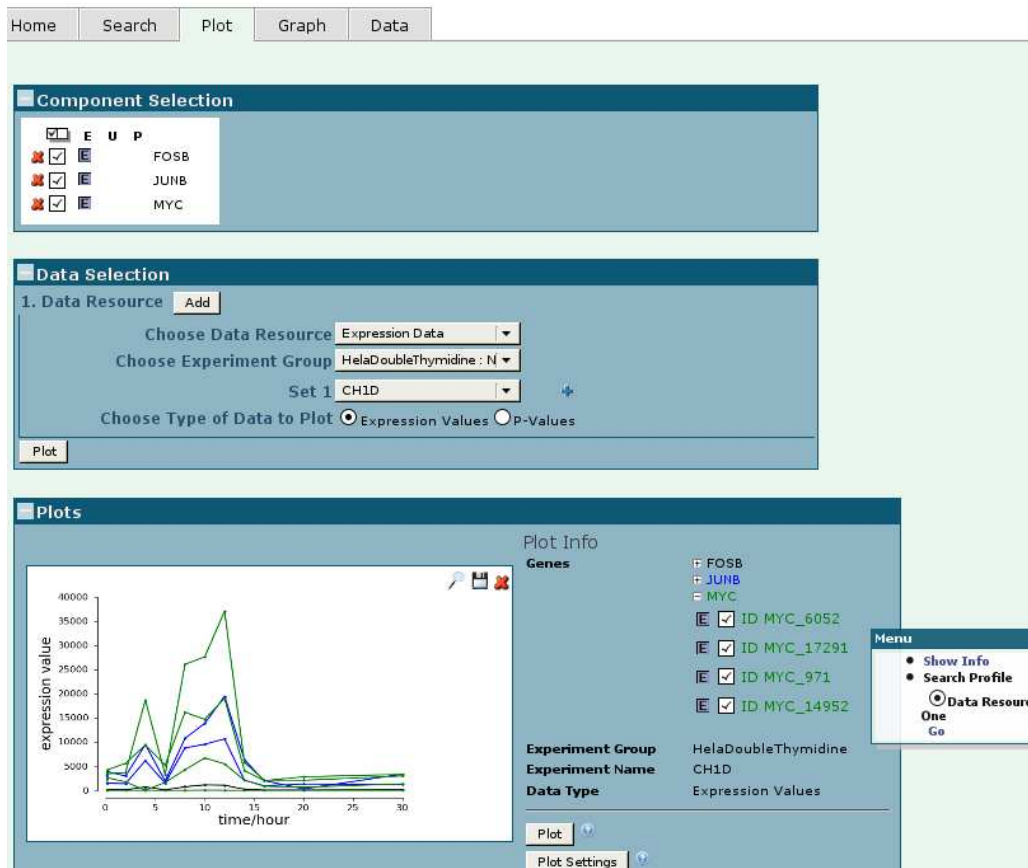 Home Search Plot Graph Data
Component Selection
E U P
E FOSB
E JUNB
E MYC
Data Selection
1. Data Resource Add
Choose Data Resource Expression Data
Choose Experiment Group HelaDoubleThymidine : N
Set 1 CH1D
Choose Type of Data to Plot Expression Values P-Values
Plot
Plots
Plot Info
Genes
FOSB
JUNB
MYC
E ID MYC_6052
E ID MYC_17291
E ID MYC_971
E ID MYC_14952
Experiment Group HelaDoubleThymidine
Experiment Name CH1D
Data Type Expression Values
Plot
Plot Settings
40000
35000
30000
25000
20000
15000
10000
5000
0
expression value
0 5 10 15 20 25 30
time/hour
Menu
Show Info
Search Profile
Data Resour
One
Go